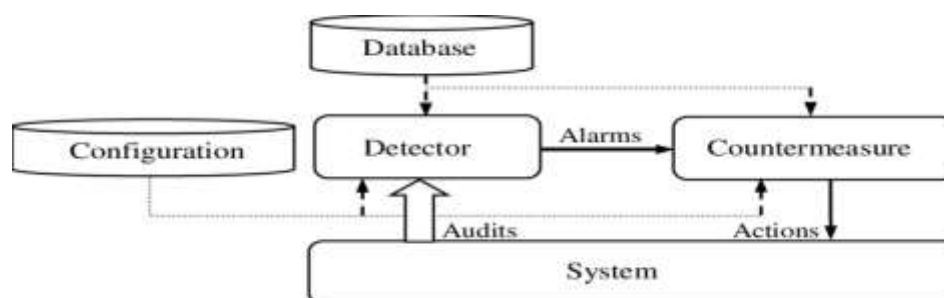 Database
Configuration
Detector
Alarms
Countermeasure
Audits
Actions
System